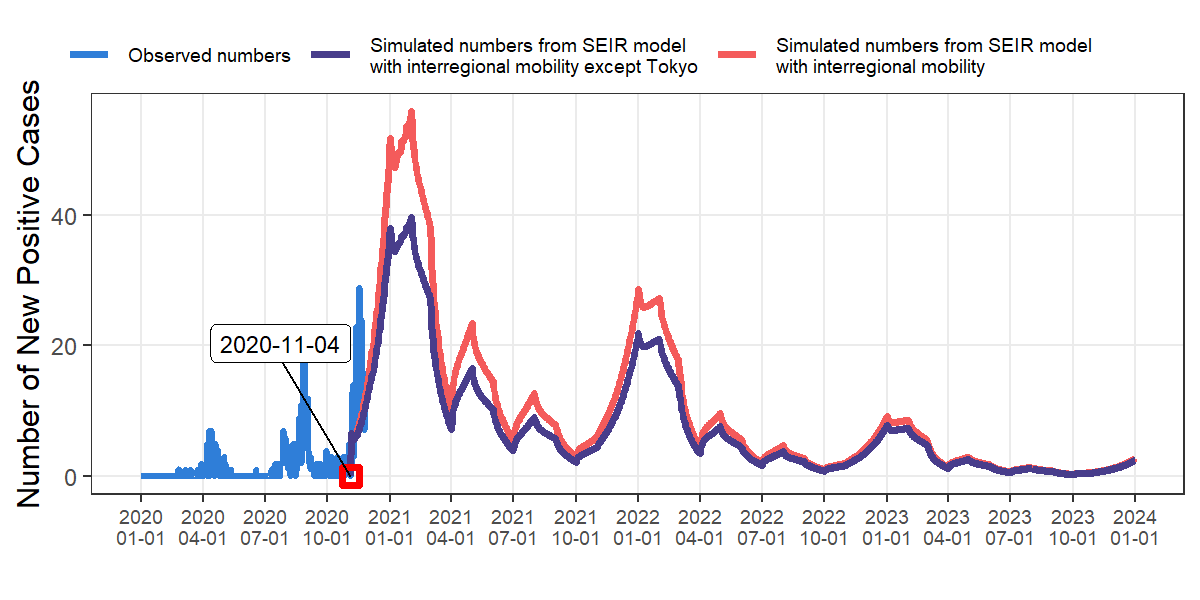 Observed numbers
Simulated numbers from SEIR model
with interregional mobility except Tokyo
Simulated numbers from SEIR model
with interregional mobility
Number of New Positive Cases
40
20
0
2020-11-04
2020 2020 2020 2020 2021 2021 2021 2021 2022 2022 2022 2022 2023 2023 2023 2023 2024
01-01 04-01 07-01 10-01 01-01 04-01 07-01 10-01 01-01 04-01 07-01 10-01 01-01 04-01 07-01 10-01 01-01